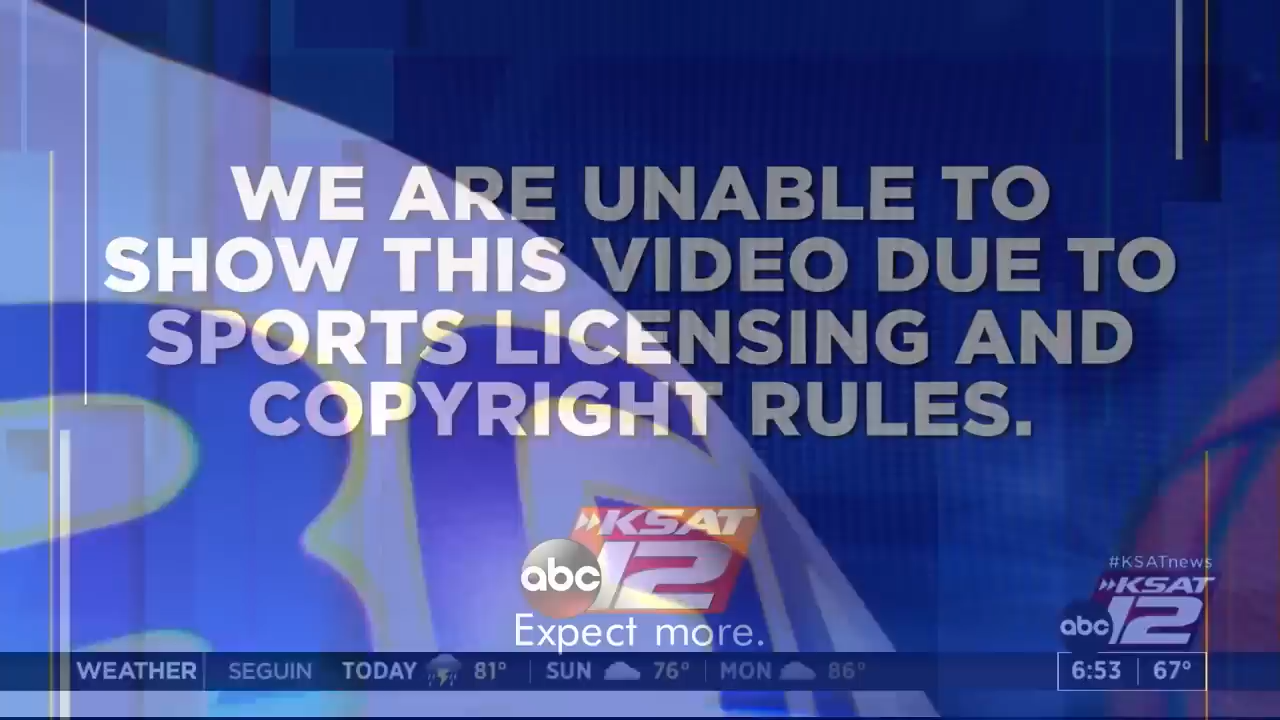 WE ARE UNABLE TO
SHOW THIS VIDEO DUE TO
SPORTS LICENSING AND
COPYRIGHT RULES.
KSAT
abc 12
Expect more.
#KSATnews
KSAT
abc 12
WEATHER SEGUIN TODAY 81° SUN 76° MON 86° 6:53 67°